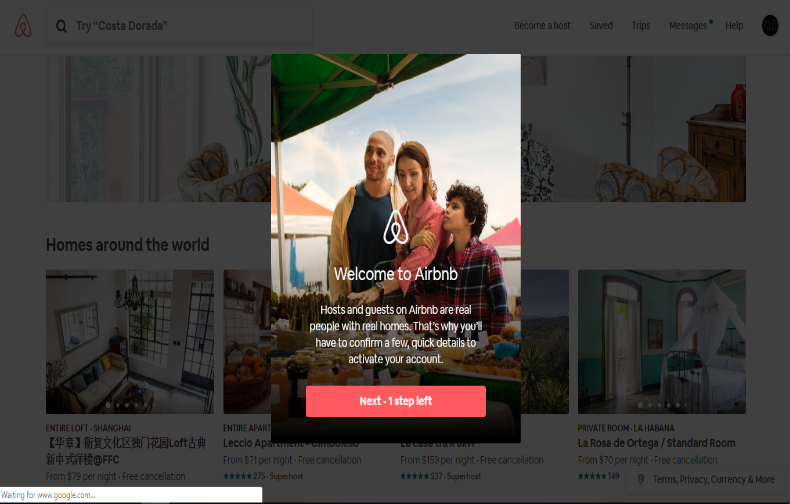 Try "Costa Dorada"
Become a host
Saved
Trips
Messages
Help
Homes around the world
Welcome to Airbnb
Hosts and guests on Airbnb are real
people with real homes. That's why you'll
have to confirm a few, quick details to
activate your account.
Next - 1 step left
ENTIRE LOFT · SHANGHAI
【华章】衡复文化区独门花园Loft古典
新中式洋楼@FFC
From $79 per night · Free cancellation
ENTIRE APART
Leccio Apartment - Cimbolello
From $71 per night · Free cancellation
275 · Superhost
La casa tra i olivi
From $159 per night · Free cancellation
237 · Superhost
PRIVATE ROOM · LA HABANA
La Rosa de Ortega / Standard Room
From $70 per night · Free cancellation
149
Terms, Privacy, Currency & More
Waiting for www.google.com...